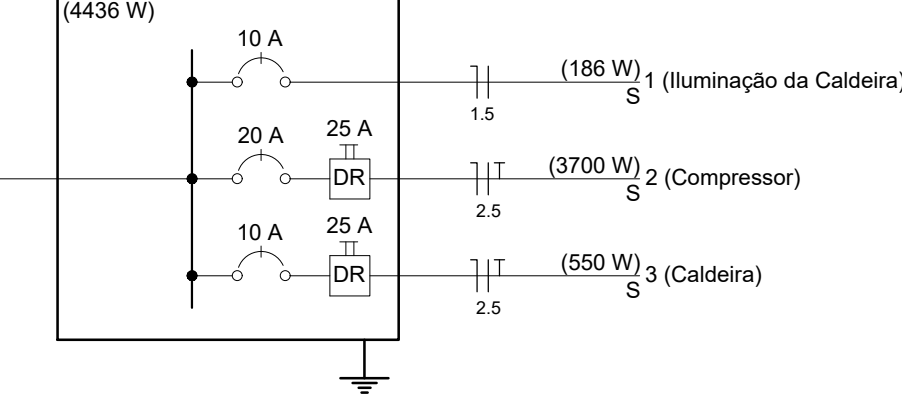 (4436 W)
10 A
(186 W)
1 (Iluminação da Caldeira)
S
1.5
20 A
25 A
DR
(3700 W)
2 (Compressor)
S
2.5
10 A
25 A
DR
(550 W)
3 (Caldeira)
S
2.5